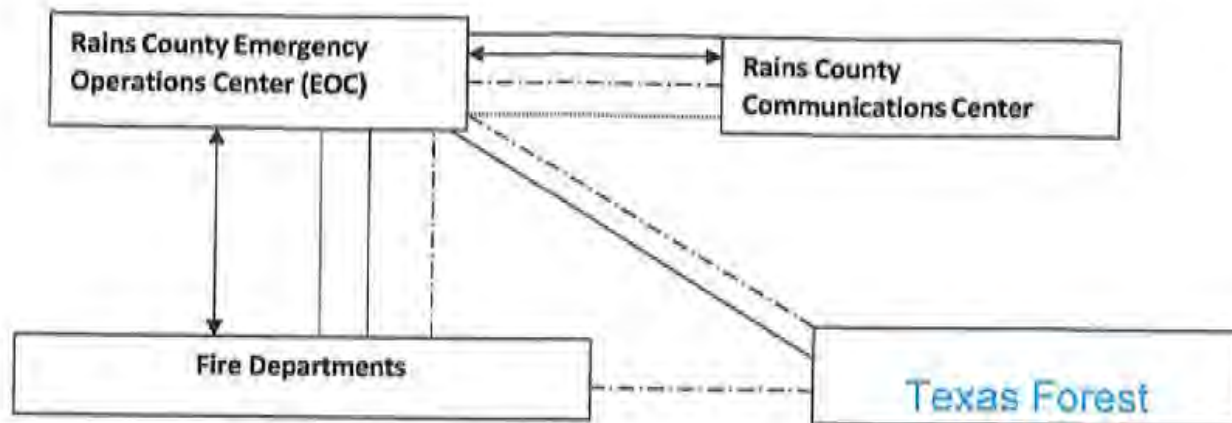 Rains County Emergency
Operations Center (EOC)
Rains County
Communications Center
Fire Departments
Texas Forest